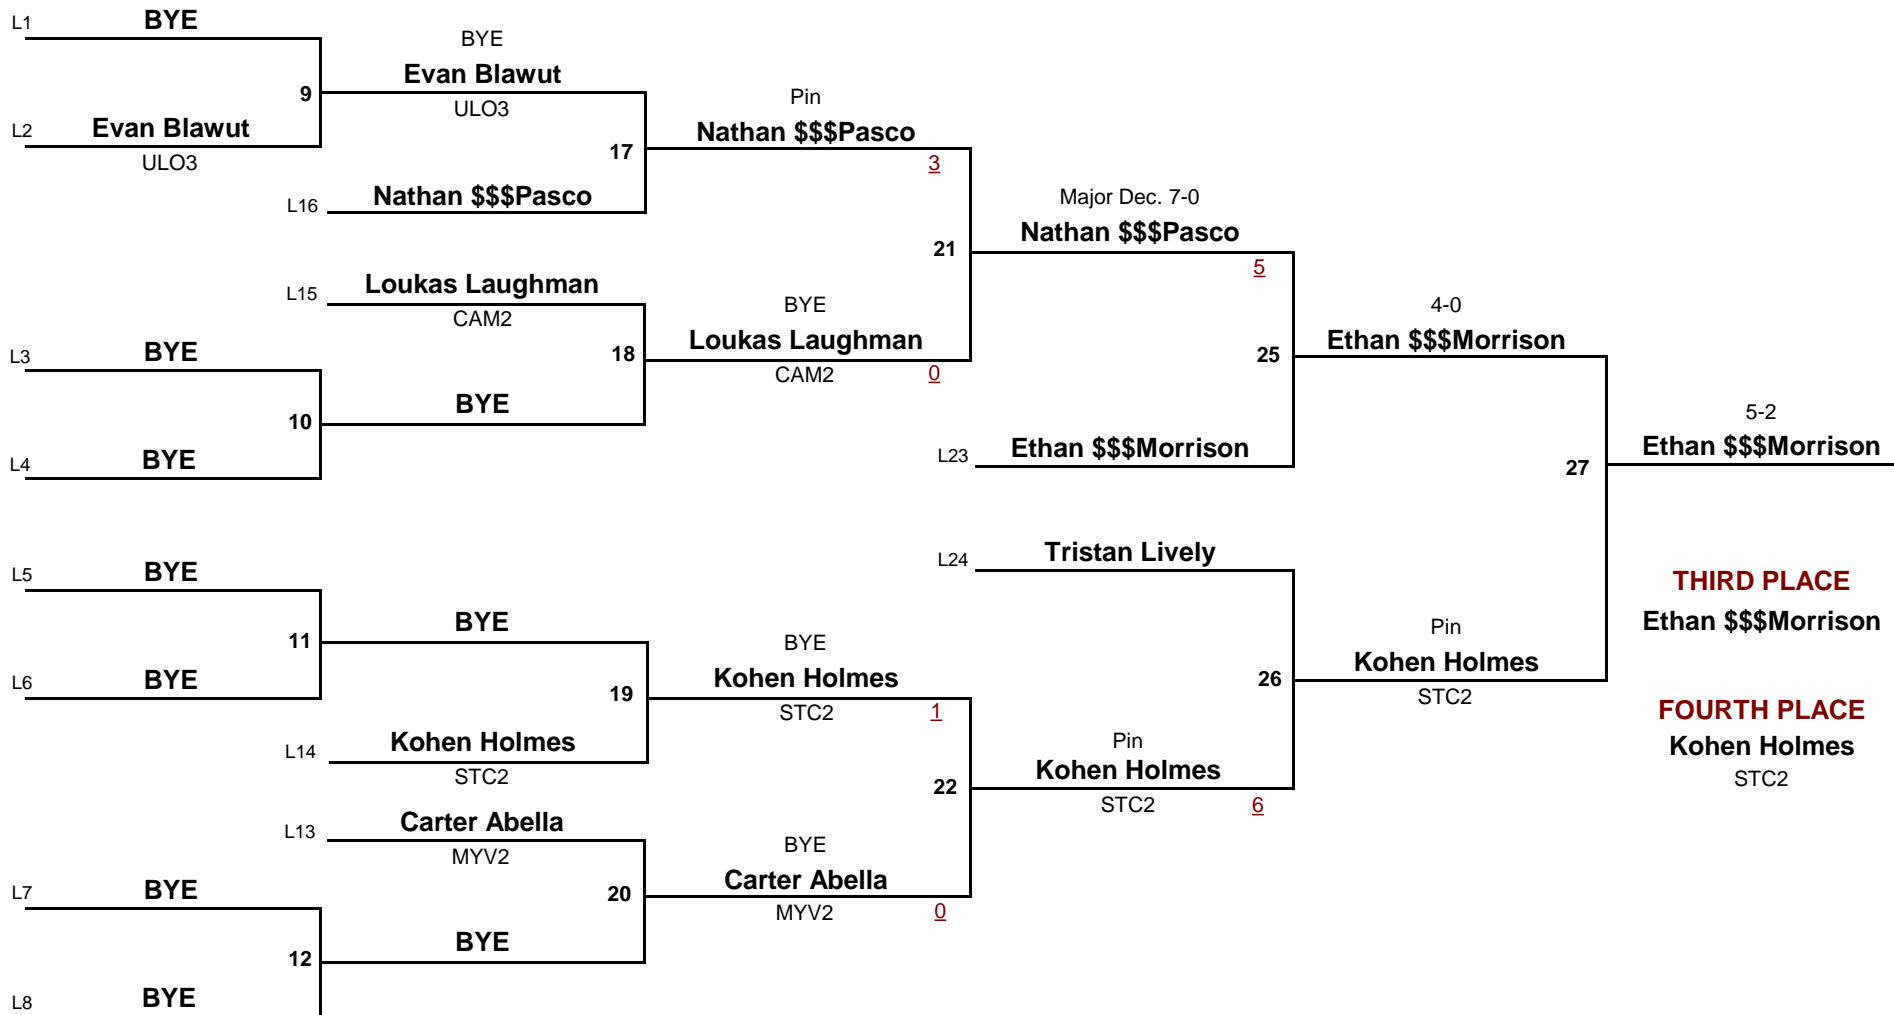 L1 BYE
BYE
Evan Blawut
9
ULO3
Pin
L2 Evan Blawut
Nathan $$$Pasco
ULO3
17
3
L16 Nathan $$$Pasco
Major Dec. 7-0
Nathan $$$Pasco
21
5
L15 Loukas Laughman
CAM2
BYE
4-0
Loukas Laughman
Ethan $$$Morrison
L3 BYE
18
25
CAM2
0
BYE
10
5-2
L4 BYE
L23 Ethan $$$Morrison
Ethan $$$Morrison
27
L24 Tristan Lively
L5 BYE
THIRD PLACE
BYE
Ethan $$$Morrison
11
BYE
Pin
Kohen Holmes
Kohen Holmes
L6 BYE
19
26
STC2
1
STC2
FOURTH PLACE
L14 Kohen Holmes
Kohen Holmes
STC2
Pin
STC2
Kohen Holmes
22
STC2
6
L13 Carter Abella
MYV2
BYE
Carter Abella
L7 BYE
20
MYV2
0
BYE
12
L8 BYE